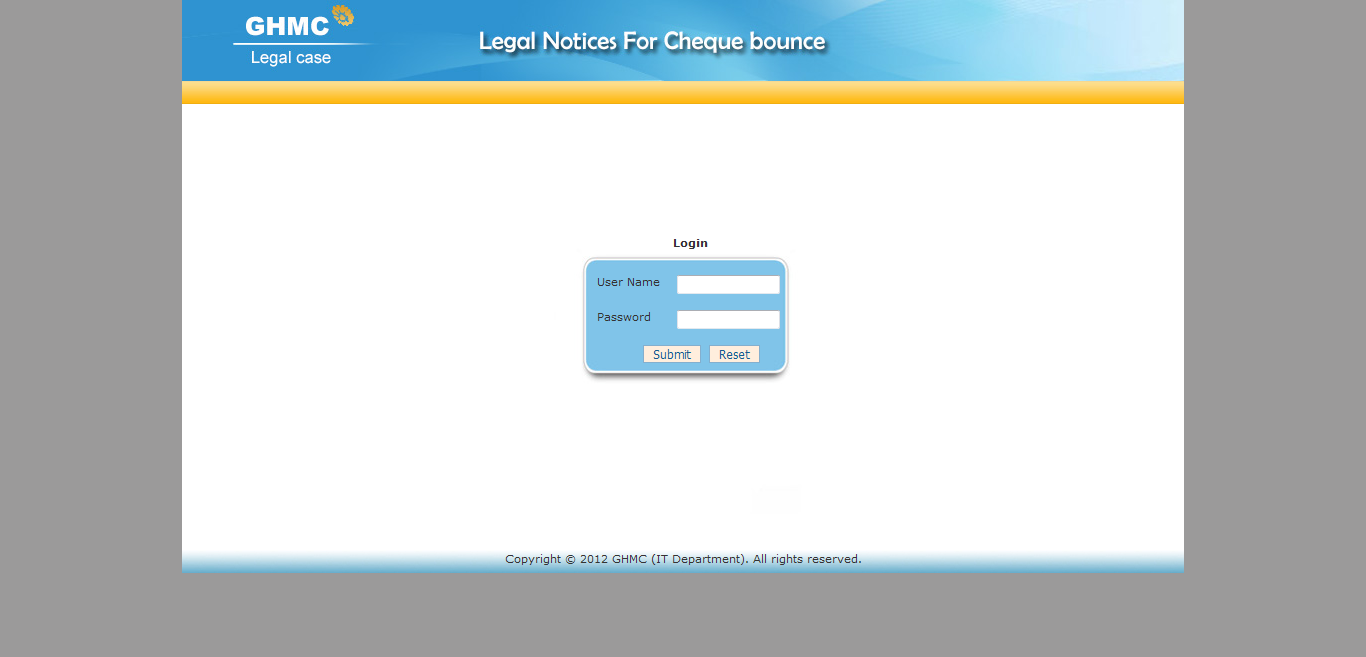 GHMC
Legal case
Legal Notices For Cheque bounce
Login
User Name
Password
Submit Reset
Copyright © 2012 GHMC (IT Department). All rights reserved.